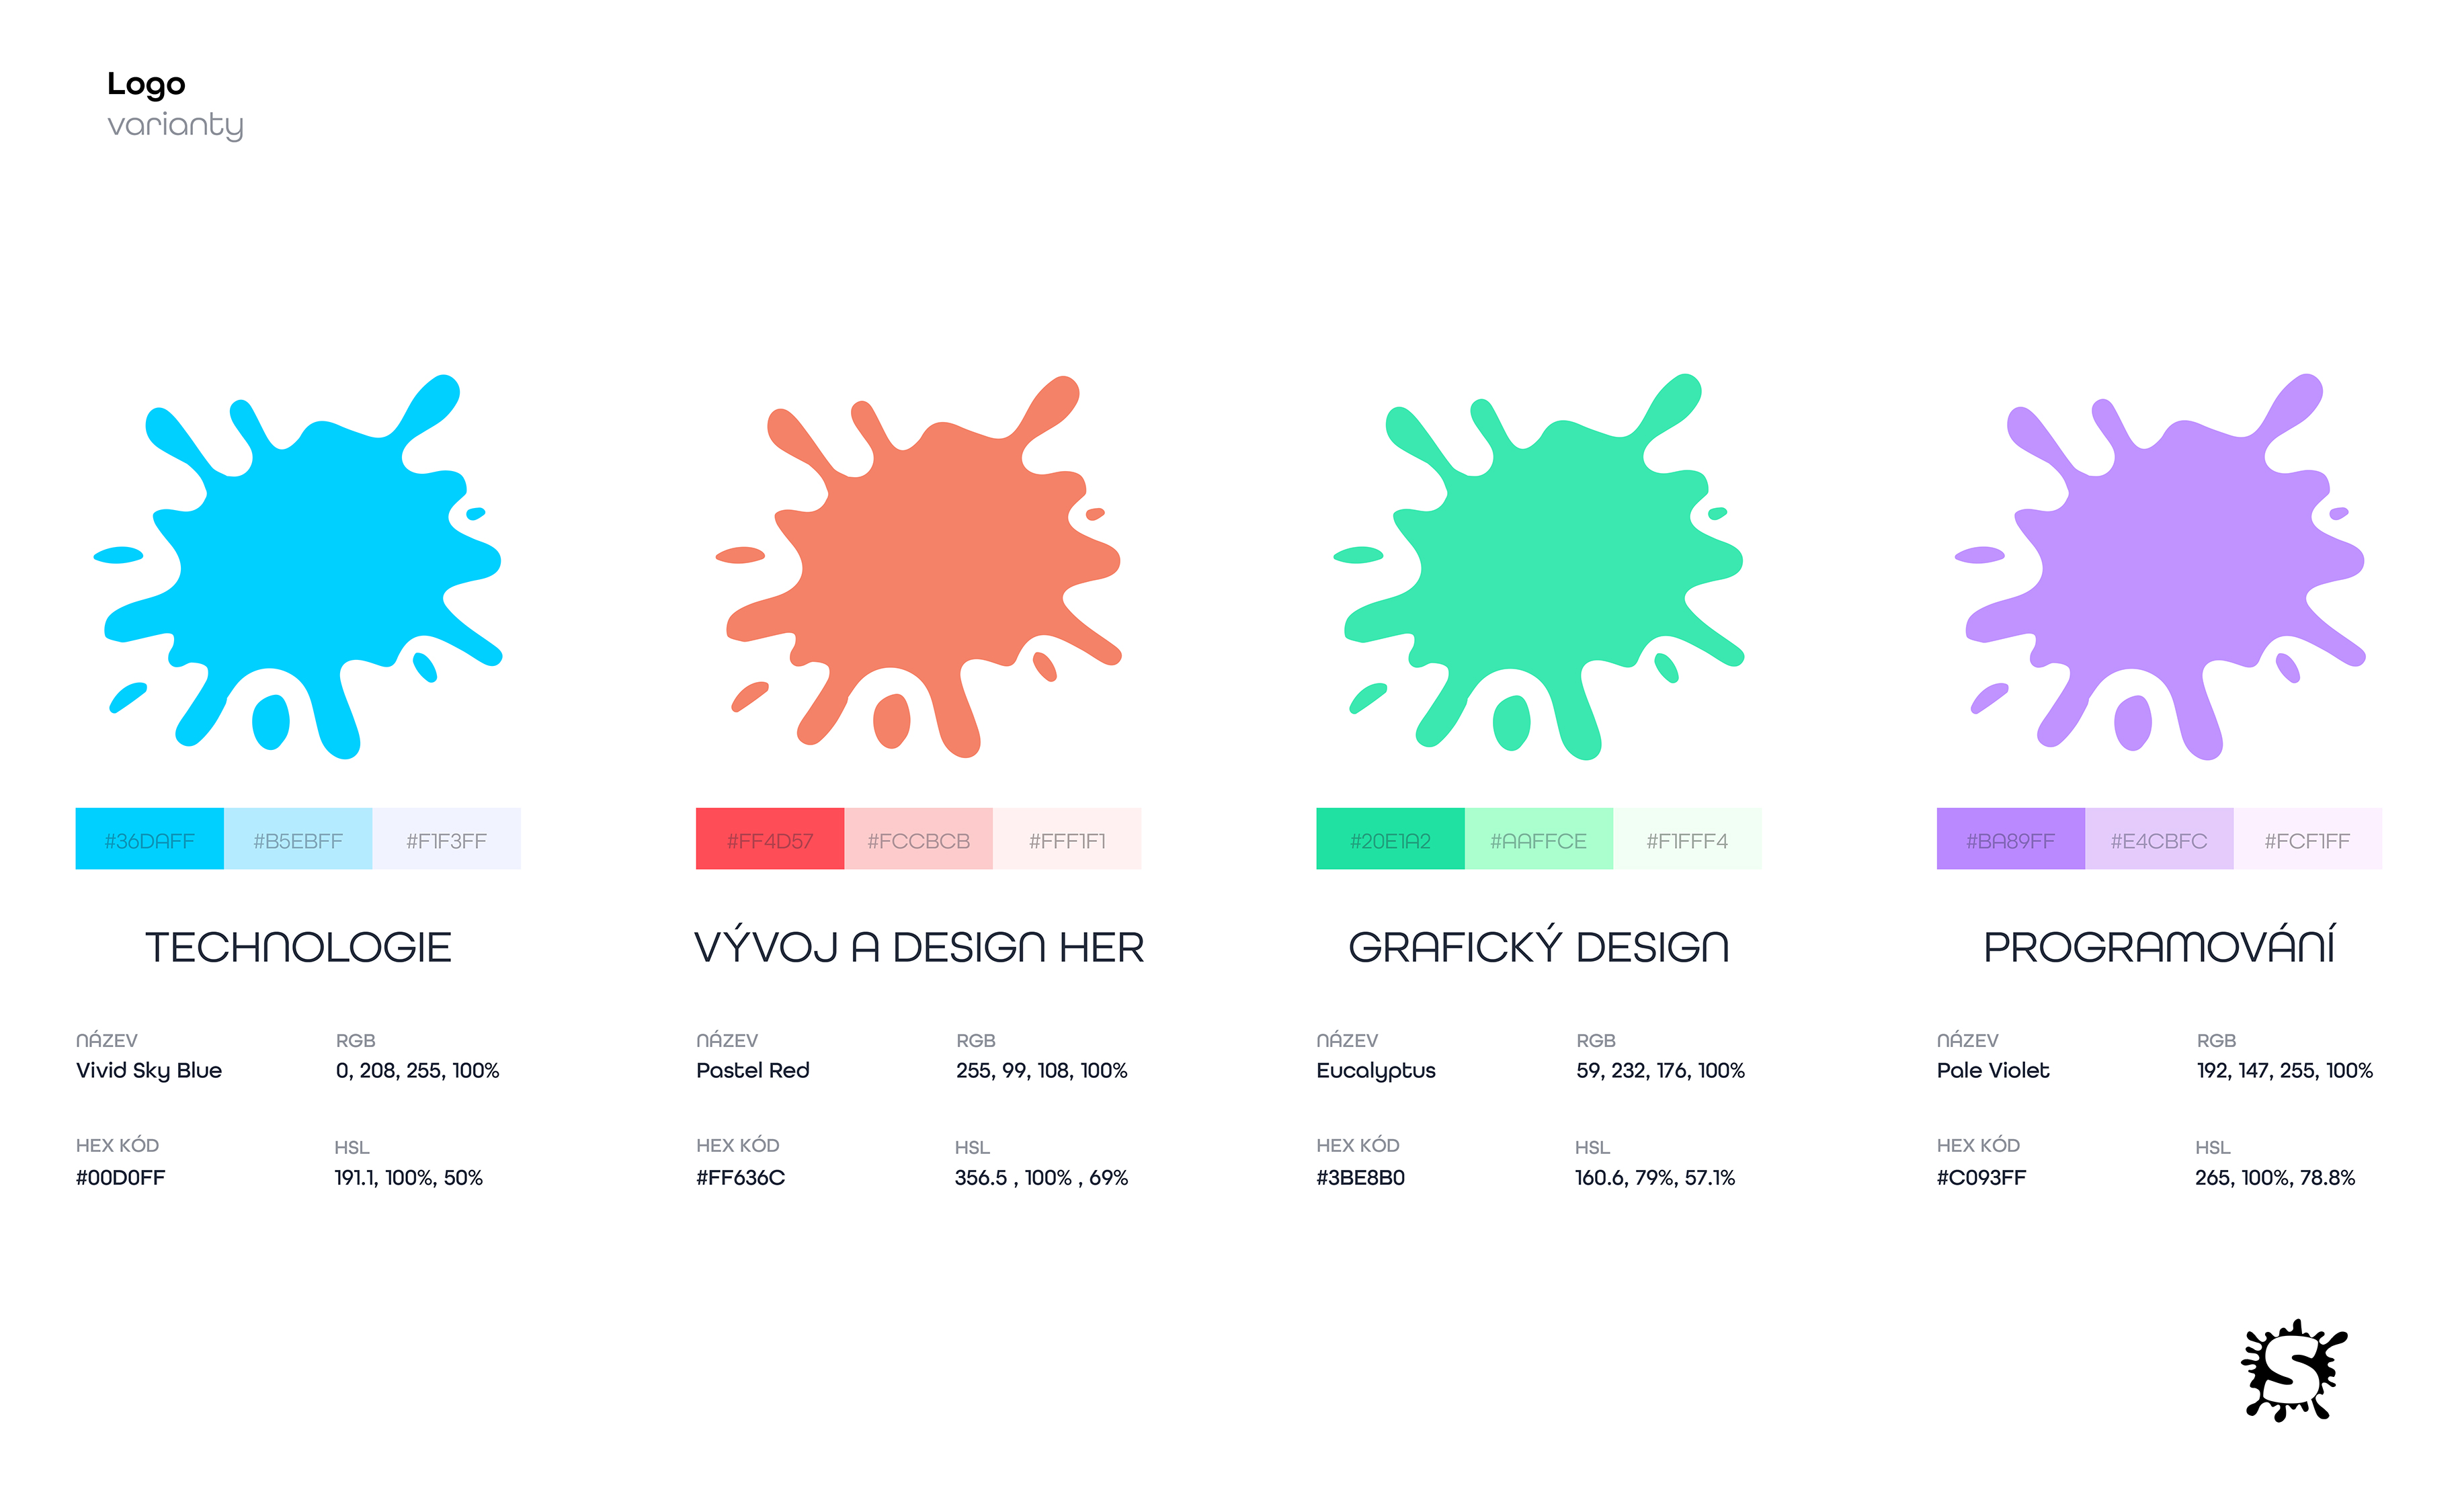 Logo
varianty
#36DAFF #B5EBFF #F1F3FF
#FF4D57 #FCCBCB #FFF1F1
#20E1A2 #AAFFCE #F1FFF4
#BA89FF #E4CBFC #FCF1FF
TECHNOLOGIE
NÁZEV RGB
Vivid Sky Blue 0, 208, 255, 100%
HEX KÓD HSL
#00D0FF 191.1, 100%, 50%
VÝVOJ A DESIGN HER
NÁZEV RGB
Pastel Red 255, 99, 108, 100%
HEX KÓD HSL
#FF636C 356.5 , 100% , 69%
GRAFICKÝ DESIGN
NÁZEV RGB
Eucalyptus 59, 232, 176, 100%
HEX KÓD HSL
#3BE8B0 160.6, 79%, 57.1%
PROGRAMOVÁNÍ
NÁZEV RGB
Pale Violet 192, 147, 255, 100%
HEX KÓD HSL
#C093FF 265, 100%, 78.8%
S